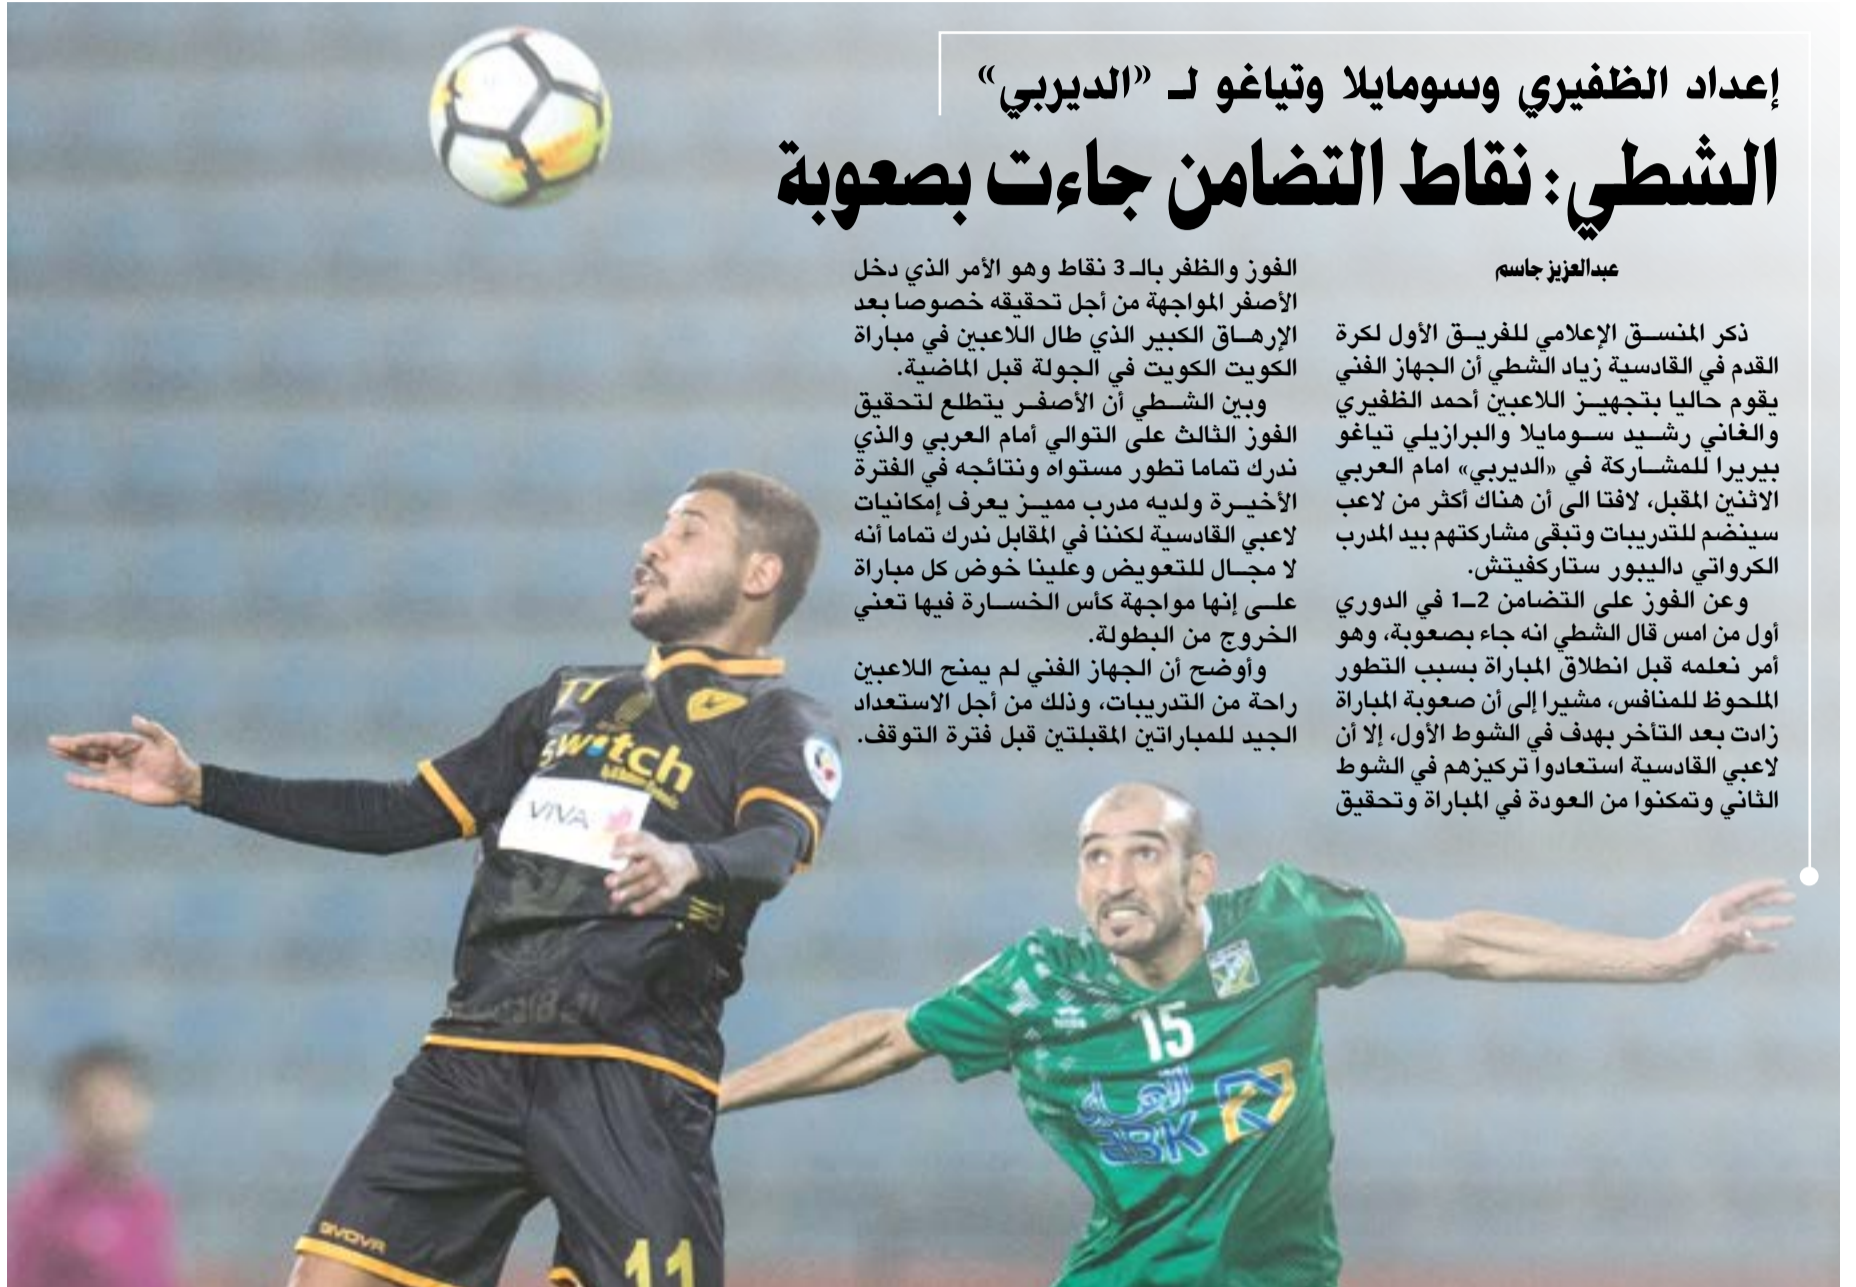 إعداد الظفيري وسومايلا وتياغو لـ «الديربي»
الشطي: نقاط التضامن جاءت بصعوبة
عبدالعزيز جاسم
ذكر المنسق الإعلامي للفريق الأول لكرة
القدم في القادسية زياد الشطي أن الجهاز الفني
يقوم حاليا بتجهيز اللاعبين أحمد الظفيري
والغاني رشيد سومايلا والبرازيلي تياغو
بيريرا للمشاركة في «الديربي» امام العربي
الاثنين المقبل، لافتا الى أن هناك أكثر من لاعب
سينضم للتدريبات وتبقى مشاركتهم بيد المدرب
الكرواتي داليبور ستاركفيتش.
وعن الفوز على التضامن 2-1 في الدوري
أول من امس قال الشطي انه جاء بصعوبة، وهو
أمر نعلمه قبل انطلاق المباراة بسبب التطور
الملحوظ للمنافس، مشيرا إلى أن صعوبة المباراة
زادت بعد التأخر بهدف في الشوط الأول، إلا أن
لاعبي القادسية استعادوا تركيزهم في الشوط
الثاني وتمكنوا من العودة في المباراة وتحقيق
الفوز والظفر بالـ 3 نقاط وهو الأمر الذي دخل
الأصفر المواجهة من أجل تحقيقه خصوصا بعد
الإرهاق الكبير الذي طال اللاعبين في مباراة
الكويت الكويت في الجولة قبل الماضية.
وبين الشطي أن الأصفر يتطلع لتحقيق
الفوز الثالث على التوالي أمام العربي والذي
ندرك تماما تطور مستواه ونتائجه في الفترة
الأخيرة ولديه مدرب مميز يعرف إمكانيات
لاعبي القادسية لكننا في المقابل ندرك تماما أنه
لا مجال للتعويض وعلينا خوض كل مباراة
على إنها مواجهة كأس الخسارة فيها تعني
الخروج من البطولة.
وأوضح أن الجهاز الفني لم يمنح اللاعبين
راحة من التدريبات، وذلك من أجل الاستعداد
الجيد للمباراتين المقبلتين قبل فترة التوقف.
switch
VIVA
15
GIVOVA
11